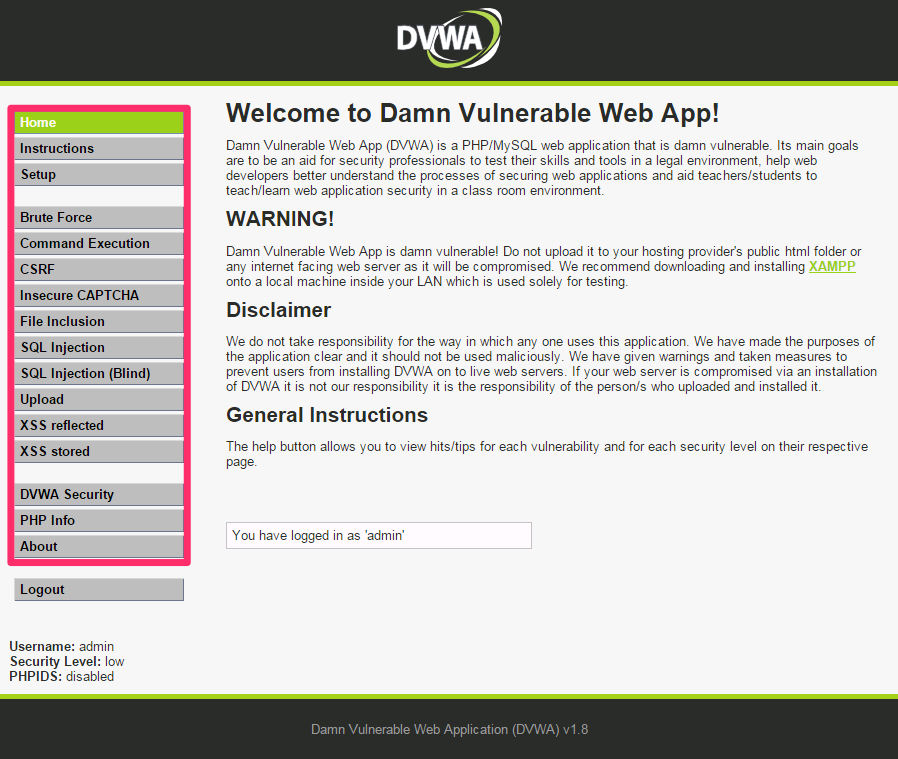 DVWA
Home
Instructions
Setup
Brute Force
Command Execution
CSRF
Insecure CAPTCHA
File Inclusion
SQL Injection
SQL Injection (Blind)
Upload
XSS reflected
XSS stored
DVWA Security
PHP Info
About
Logout
Username: admin
Security Level: low
PHPIDS: disabled
Welcome to Damn Vulnerable Web App!
Damn Vulnerable Web App (DVWA) is a PHP/MySQL web application that is damn vulnerable. Its main goals
are to be an aid for security professionals to test their skills and tools in a legal environment, help web
developers better understand the processes of securing web applications and aid teachers/students to
teach/learn web application security in a class room environment.
WARNING!
Damn Vulnerable Web App is damn vulnerable! Do not upload it to your hosting provider's public html folder or
any internet facing web server as it will be compromised. We recommend downloading and installing XAMPP
onto a local machine inside your LAN which is used solely for testing.
Disclaimer
We do not take responsibility for the way in which any one uses this application. We have made the purposes of
the application clear and it should not be used maliciously. We have given warnings and taken measures to
prevent users from installing DVWA on to live web servers. If your web server is compromised via an installation
of DVWA it is not our responsibility it is the responsibility of the person/s who uploaded and installed it.
General Instructions
The help button allows you to view hits/tips for each vulnerability and for each security level on their respective
page.
You have logged in as 'admin'
Damn Vulnerable Web Application (DVWA) v1.8